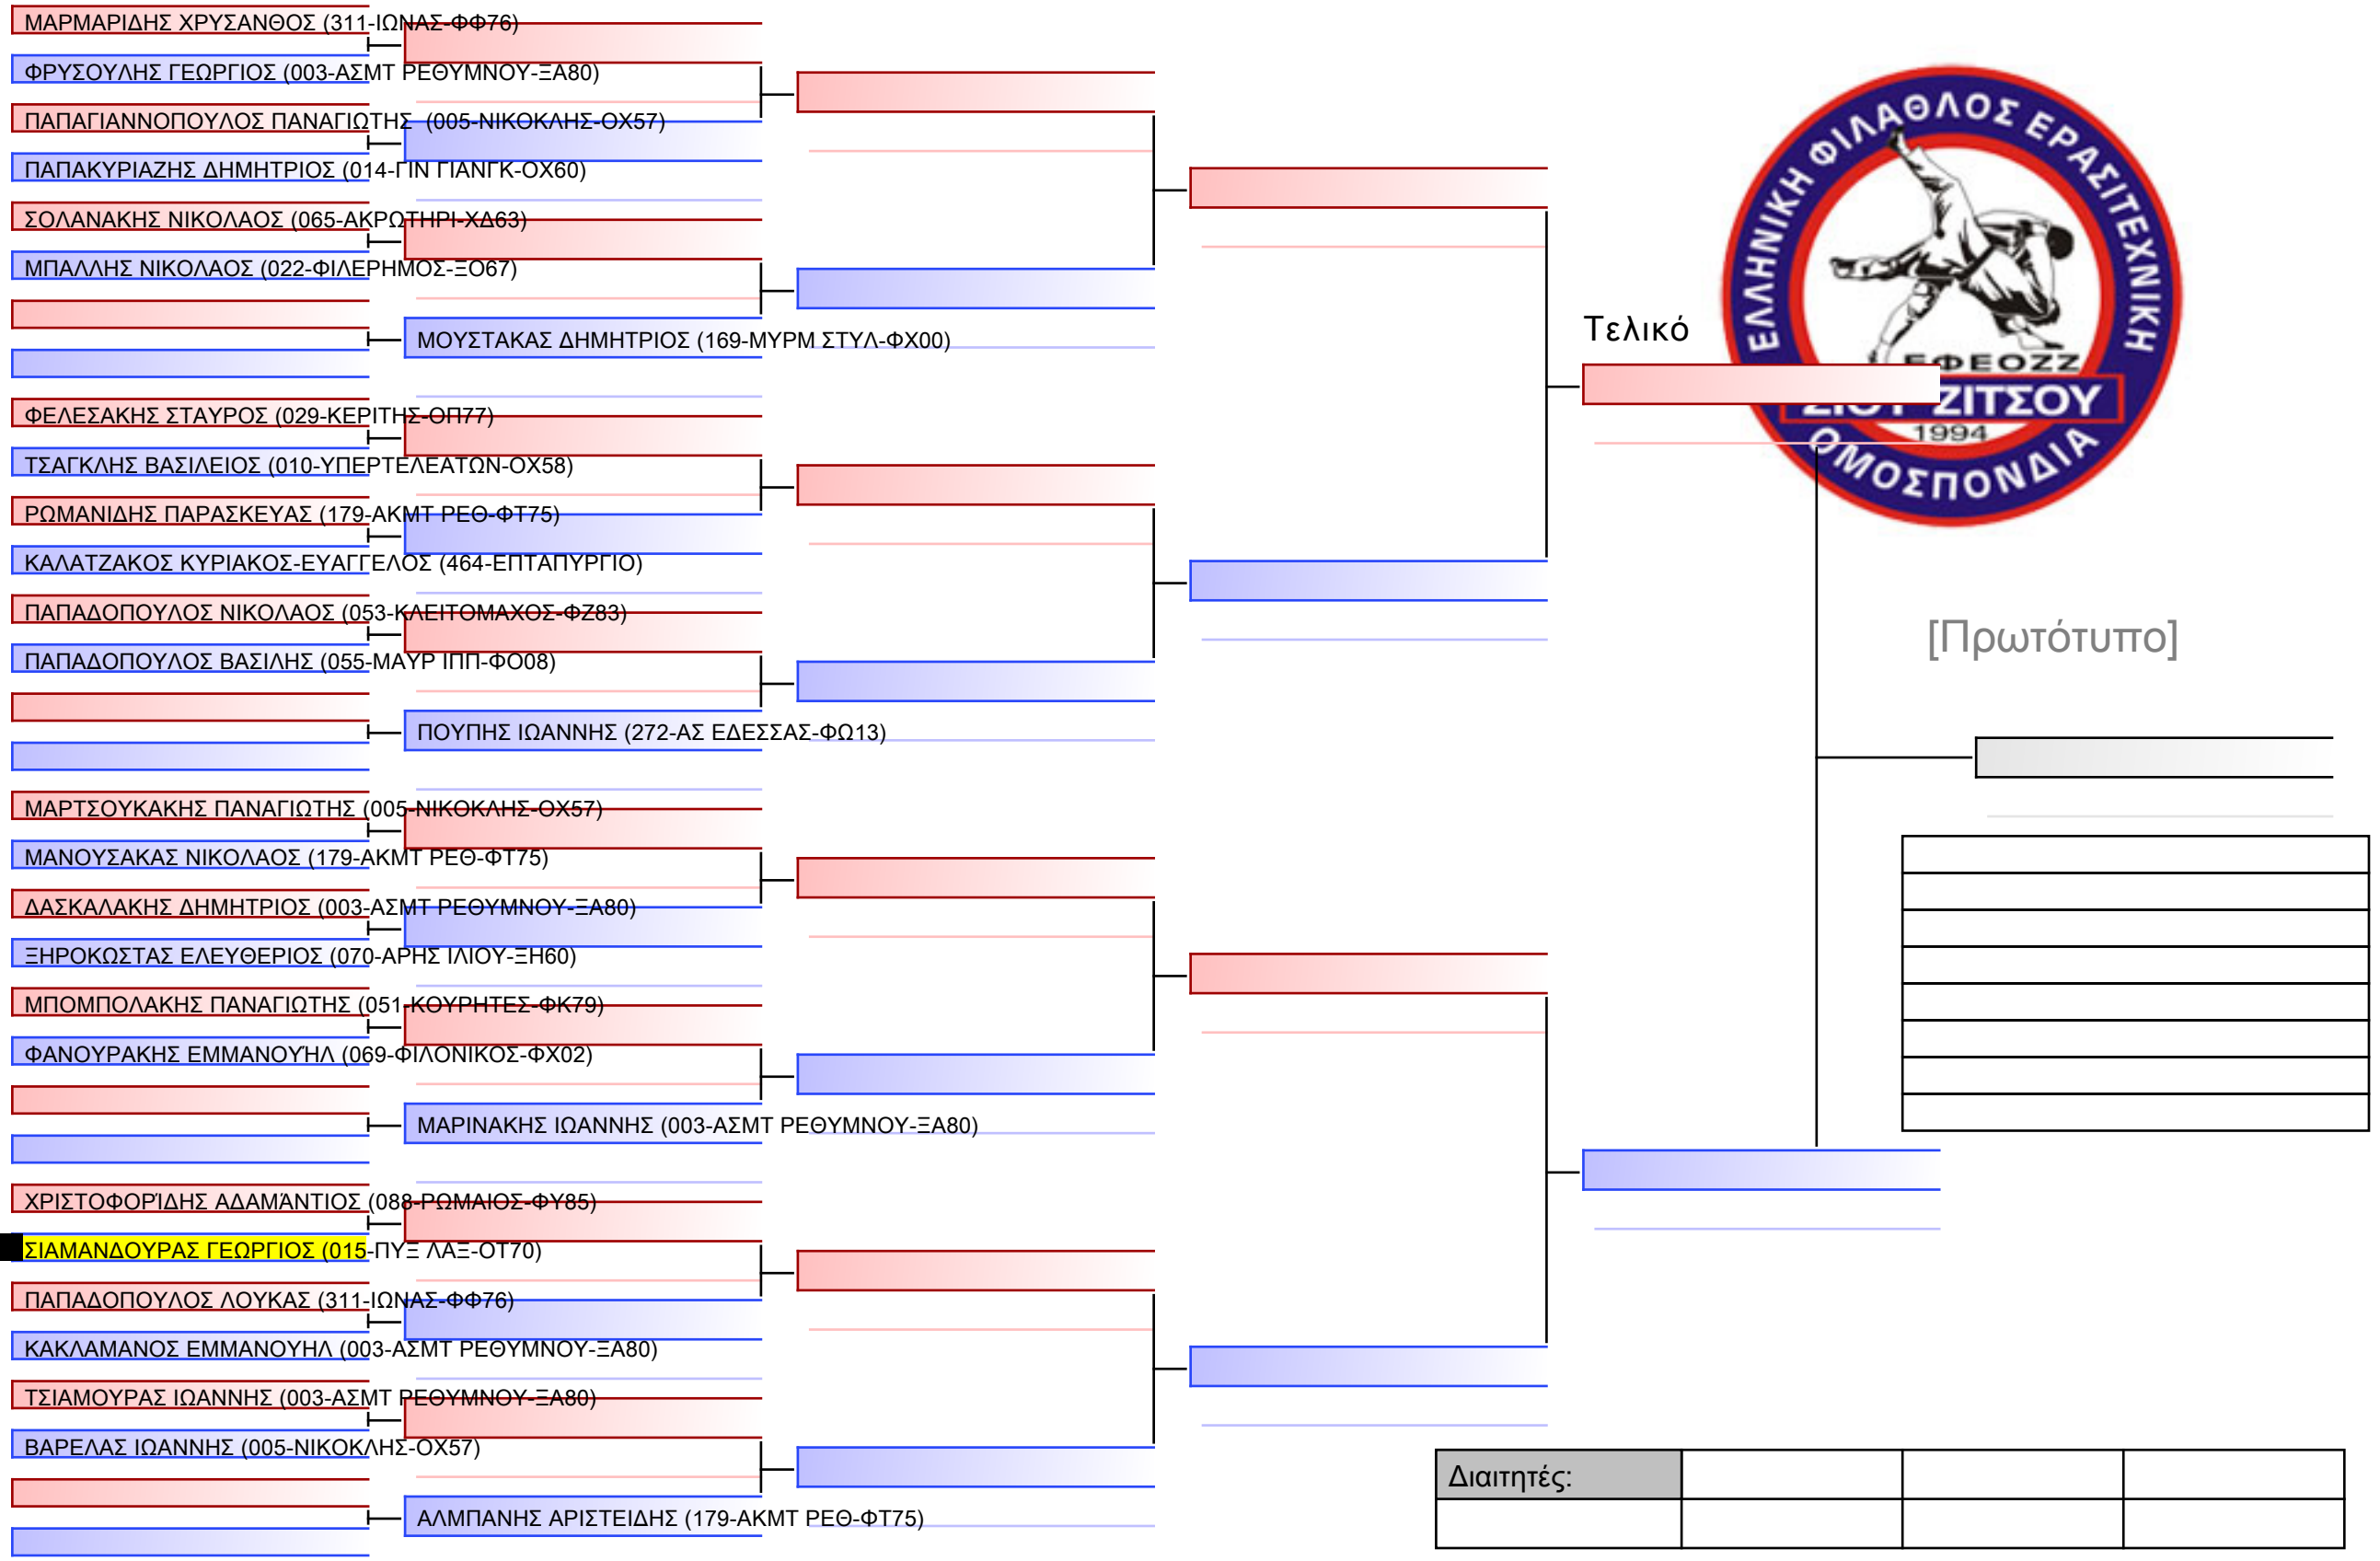 ΜΑΡΜΑΡΙΔΗΣ ΧΡΥΣΑΝΘΟΣ (311-ΙΩΝΑΣ-ΦΦ76)
ΦΡΥΣΟΥΛΗΣ ΓΕΩΡΓΙΟΣ (003-ΑΣΜΤ ΡΕΘΥΜΝΟΥ-ΞΑ80)
ΠΑΠΑΓΙΑΝΝΟΠΟΥΛΟΣ ΠΑΝΑΓΙΩΤΗΣ (005-ΝΙΚΟΚΛΗΣ-ΟΧ57)
ΠΑΠΑΚΥΡΙΑΖΗΣ ΔΗΜΗΤΡΙΟΣ (014-ΓΙΝ ΓΙΑΝΓΚ-ΟΧ60)
ΣΟΛΑΝΑΚΗΣ ΝΙΚΟΛΑΟΣ (065-ΑΚΡΩΤΗΡΙ-ΧΔ63)
ΜΠΑΛΛΗΣ ΝΙΚΟΛΑΟΣ (022-ΦΙΛΕΡΗΜΟΣ-ΞΟ67)
ΜΟΥΣΤΑΚΑΣ ΔΗΜΗΤΡΙΟΣ (169-ΜΥΡΜ ΣΤΥΛ-ΦΧ00)
ΦΕΛΕΣΑΚΗΣ ΣΤΑΥΡΟΣ (029-ΚΕΡΙΤΗΣ-ΟΠ77)
ΤΣΑΓΚΛΗΣ ΒΑΣΙΛΕΙΟΣ (010-ΥΠΕΡΤΕΛΕΑΤΩΝ-ΟΧ58)
ΡΩΜΑΝΙΔΗΣ ΠΑΡΑΣΚΕΥΑΣ (179-ΑΚΜΤ ΡΕΘ-ΦΤ75)
ΚΑΛΑΤΖΑΚΟΣ ΚΥΡΙΑΚΟΣ-ΕΥΑΓΓΕΛΟΣ (464-ΕΠΤΑΠΥΡΓΙΟ)
ΠΑΠΑΔΟΠΟΥΛΟΣ ΝΙΚΟΛΑΟΣ (053-ΚΛΕΙΤΟΜΑΧΟΣ-ΦΖ83)
ΠΑΠΑΔΟΠΟΥΛΟΣ ΒΑΣΙΛΗΣ (055-ΜΑΥΡ ΙΠΠ-ΦΟ08)
ΠΟΥΠΗΣ ΙΩΑΝΝΗΣ (272-ΑΣ ΕΔΕΣΣΑΣ-ΦΩ13)
ΜΑΡΤΣΟΥΚΑΚΗΣ ΠΑΝΑΓΙΩΤΗΣ (005-ΝΙΚΟΚΛΗΣ-ΟΧ57)
ΜΑΝΟΥΣΑΚΑΣ ΝΙΚΟΛΑΟΣ (179-ΑΚΜΤ ΡΕΘ-ΦΤ75)
ΔΑΣΚΑΛΑΚΗΣ ΔΗΜΗΤΡΙΟΣ (003-ΑΣΜΤ ΡΕΘΥΜΝΟΥ-ΞΑ80)
ΞΗΡΟΚΩΣΤΑΣ ΕΛΕΥΘΕΡΙΟΣ (070-ΑΡΗΣ ΙΛΙΟΥ-ΞΗ60)
ΜΠΟΜΠΟΛΑΚΗΣ ΠΑΝΑΓΙΩΤΗΣ (051-ΚΟΥΡΗΤΕΣ-ΦΚ79)
ΦΑΝΟΥΡΑΚΗΣ ΕΜΜΑΝΟΥΉΛ (069-ΦΙΛΟΝΙΚΟΣ-ΦΧ02)
ΜΑΡΙΝΑΚΗΣ ΙΩΑΝΝΗΣ (003-ΑΣΜΤ ΡΕΘΥΜΝΟΥ-ΞΑ80)
ΧΡΙΣΤΟΦΟΡΊΔΗΣ ΑΔΑΜΆΝΤΙΟΣ (088-ΡΩΜΑΙΟΣ-ΦΥ85)
ΣΙΑΜΑΝΔΟΥΡΑΣ ΓΕΩΡΓΙΟΣ (015-ΠΥΞ ΛΑΞ-ΟΤ70)
ΠΑΠΑΔΟΠΟΥΛΟΣ ΛΟΥΚΑΣ (311-ΙΩΝΑΣ-ΦΦ76)
ΚΑΚΛΑΜΑΝΟΣ ΕΜΜΑΝΟΥΗΛ (003-ΑΣΜΤ ΡΕΘΥΜΝΟΥ-ΞΑ80)
ΤΣΙΑΜΟΥΡΑΣ ΙΩΑΝΝΗΣ (003-ΑΣΜΤ ΡΕΘΥΜΝΟΥ-ΞΑ80)
ΒΑΡΕΛΑΣ ΙΩΑΝΝΗΣ (005-ΝΙΚΟΚΛΗΣ-ΟΧ57)
ΑΛΜΠΑΝΗΣ ΑΡΙΣΤΕΙΔΗΣ (179-ΑΚΜΤ ΡΕΘ-ΦΤ75)
Τελικό
ΕΛΛΗΝΙΚΗ ΦΙΛΑΘΛΟΣ ΕΡΑΣΙΤΕΧΝΙΚΗ
ΕΦΕΟΖΖ
ΖΙΟΥ ΖΙΤΣΟΥ
1994
ΟΜΟΣΠΟΝΔΙΑ
[Πρωτότυπο]
Διαιτητές: